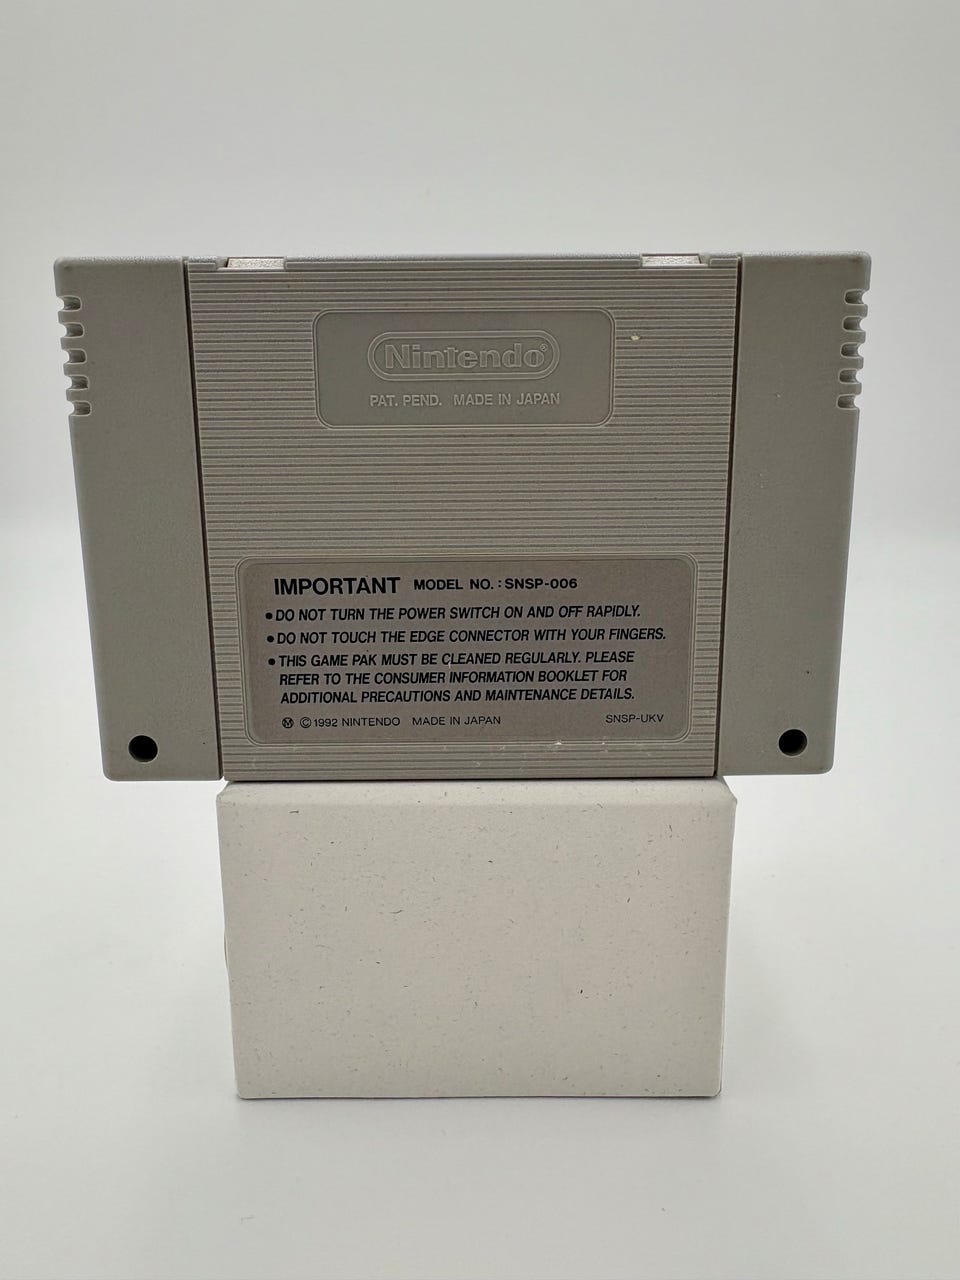 Nintendo®
PAT. PEND. MADE IN JAPAN
IMPORTANT MODEL NO.: SNSP-006
• DO NOT TURN THE POWER SWITCH ON AND OFF RAPIDLY.
• DO NOT TOUCH THE EDGE CONNECTOR WITH YOUR FINGERS.
• THIS GAME PAK MUST BE CLEANED REGULARLY. PLEASE
REFER TO THE CONSUMER INFORMATION BOOKLET FOR
ADDITIONAL PRECAUTIONS AND MAINTENANCE DETAILS.
Ⓜ © 1992 NINTENDO MADE IN JAPAN SNSP-UKV